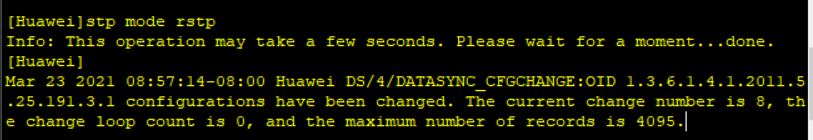 [Huawei]stp mode rstp
Info: This operation may take a few seconds. Please wait for a moment...done.
[Huawei]
Mar 23 2021 08:57:14-08:00 Huawei DS/4/DATASYNC_CFGCHANGE:OID 1.3.6.1.4.1.2011.5
.25.191.3.1 configurations have been changed. The current change number is 8, th
e change loop count is 0, and the maximum number of records is 4095.